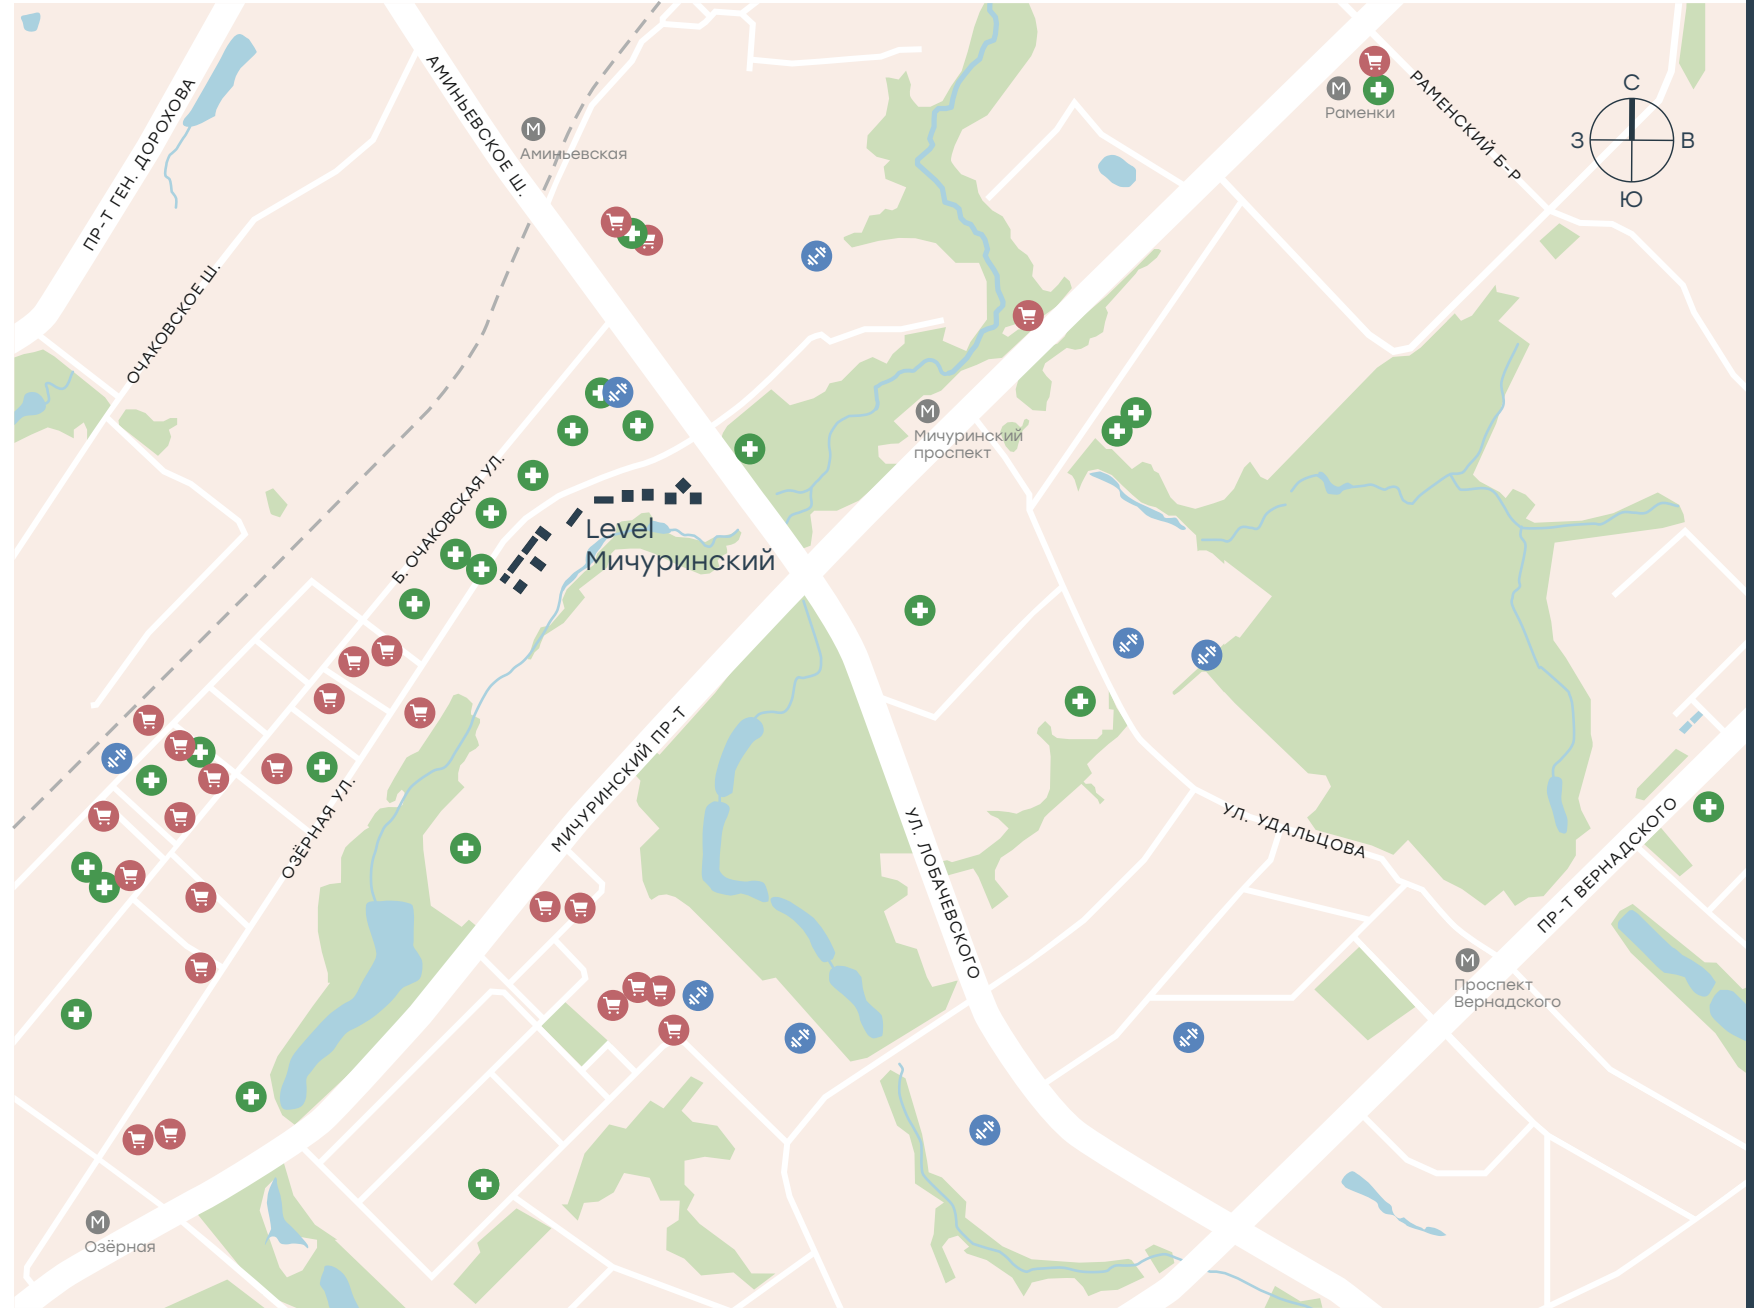 ПР-Т ГЕН. ДОРОХОВА
АМИНЬЕВСКОЕ Ш.
М
Аминьевская
М
Раменки
РАМЕНСКИЙ Б-Р
С
З
В
Ю
ОЧАКОВСКОЕ Ш.
М
Мичуринский
проспект
Б. ОЧАКОВСКАЯ УЛ.
Level
Мичуринский
МИЧУРИНСКИЙ ПР-Т
ОЗЁРНАЯ УЛ.
УЛ. ЛОБАЧЕВСКОГО
УЛ. УДАЛЬЦОВА
ПР-Т ВЕРНАДСКОГО
М
Проспект
Вернадского
М
Озёрная